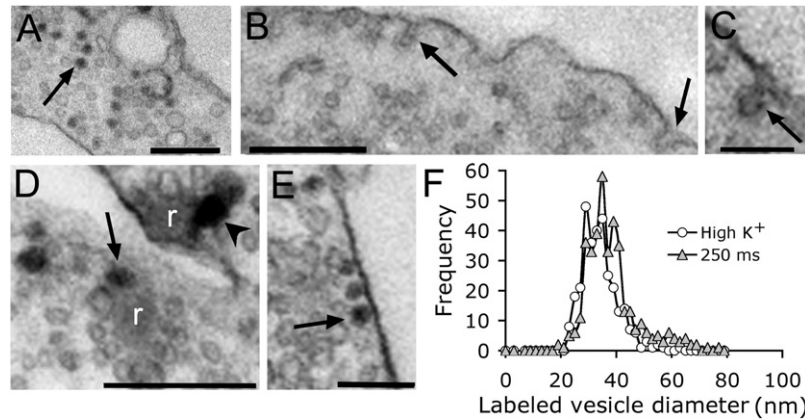 A
B
C
D
r
r
E
F
Frequency
60
50
40
30
20
10
0
High K+
250 ms
0 20 40 60 80 100
Labeled vesicle diameter (nm)